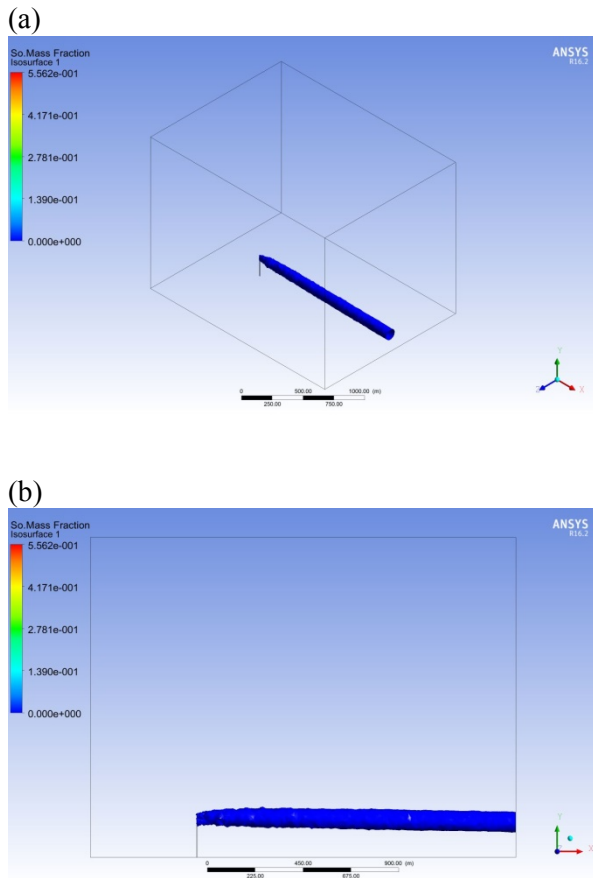 (a)
So.Mass Fraction
Isosurface 1
5.562e-001
4.171e-001
2.781e-001
1.390e-001
0.000e+000
ANSYS
R16.2
Y
Z
X
0 500.00 1000.00 (m)
250.00 750.00
(b)
So.Mass Fraction
Isosurface 1
5.562e-001
4.171e-001
2.781e-001
1.390e-001
0.000e+000
ANSYS
R16.2
Y
X
0 450.00 900.00 (m)
225.00 675.00